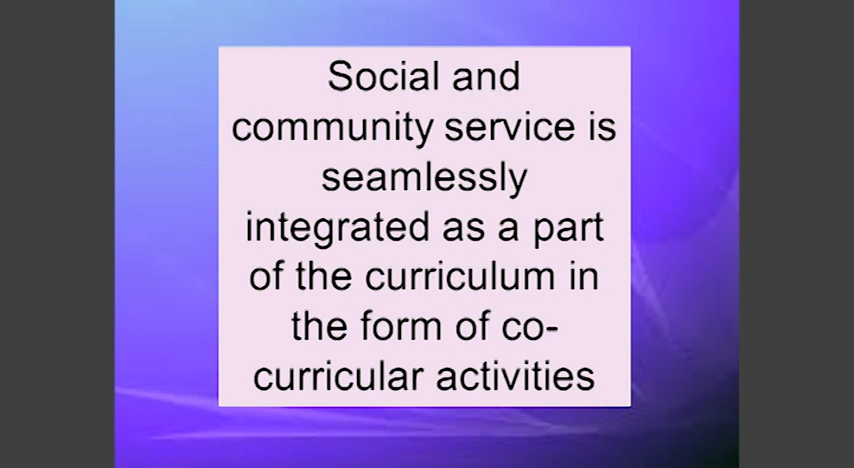 Social and
community service is
seamlessly
integrated as a part
of the curriculum in
the form of co-
curricular activities